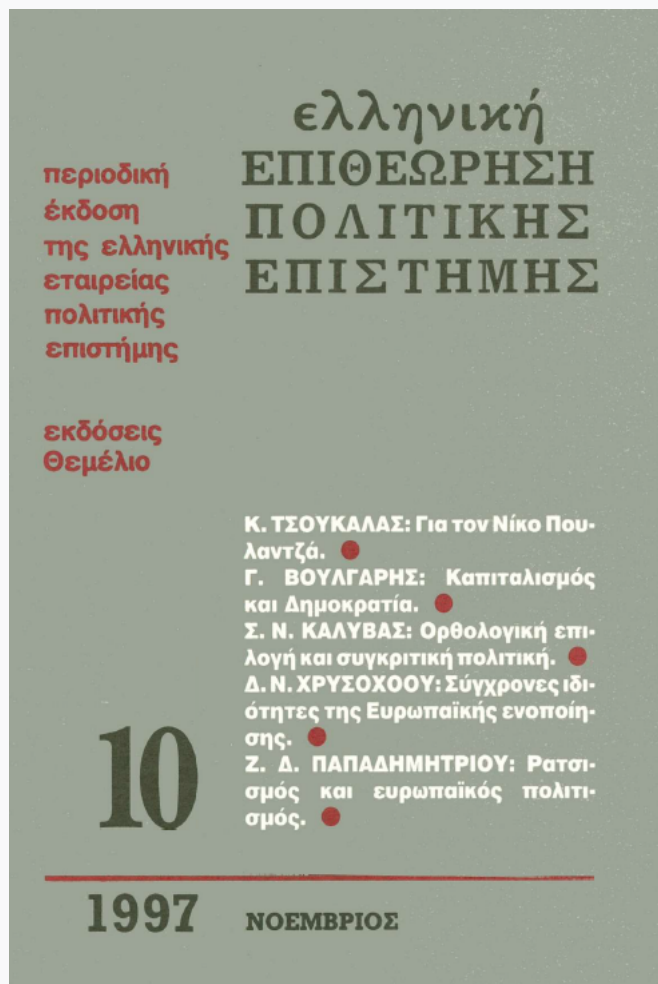 ελληνική
ΕΠΙΘΕΩΡΗΣΗ
ΠΟΛΙΤΙΚΗΣ
ΕΠΙΣΤΗΜΗΣ
περιοδική
έκδοση
της ελληνικής
εταιρείας
πολιτικής
επιστήμης
εκδόσεις
Θεμέλιο
Κ. ΤΣΟΥΚΑΛΑΣ: Για τον Νίκο Που-
λαντζά.
Γ. ΒΟΥΛΓΑΡΗΣ: Καπιταλισμός
και Δημοκρατία.
Σ. Ν. ΚΑΛΥΒΑΣ: Ορθολογική επι-
λογή και συγκριτική πολιτική.
Δ. Ν. ΧΡΥΣΟΧΟΟΥ: Σύγχρονες ιδι-
ότητες της Ευρωπαϊκής ενοποίη-
σης.
Ζ. Δ. ΠΑΠΑΔΗΜΗΤΡΙΟΥ: Ρατσι-
σμός και ευρωπαϊκός πολιτι-
σμός.
10
1997 ΝΟΕΜΒΡΙΟΣ